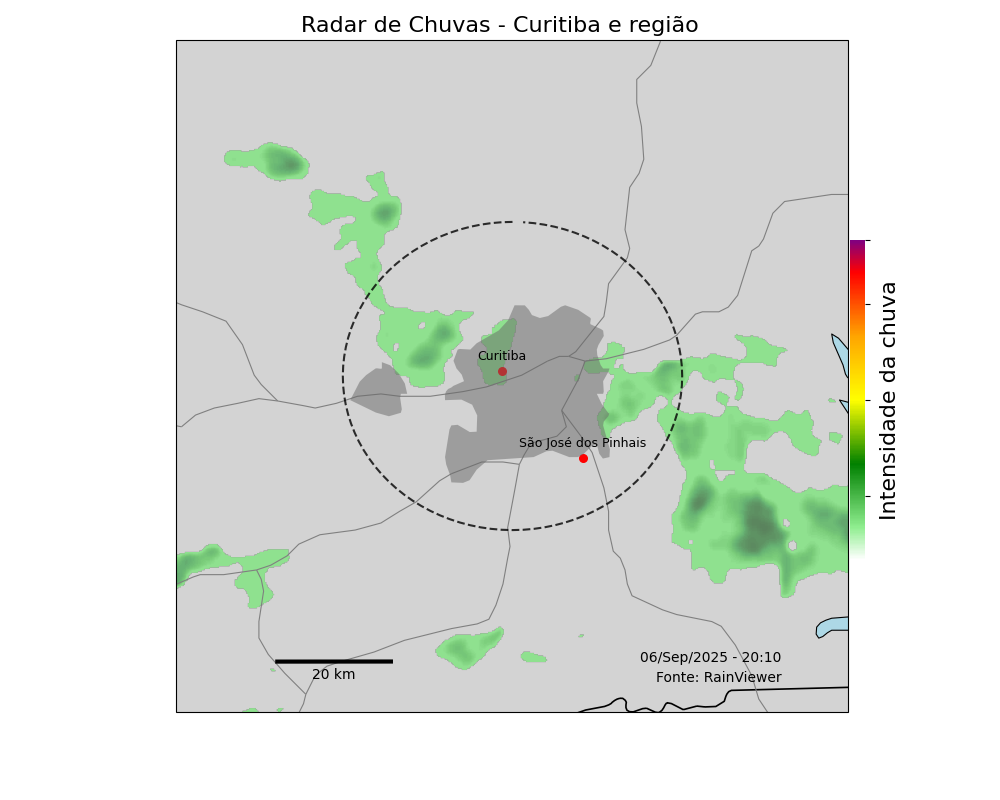 Radar de Chuvas - Curitiba e região
Curitiba
São José dos Pinhais
Intensidade da chuva
06/Sep/2025 - 20:10
Fonte: RainViewer
20 km